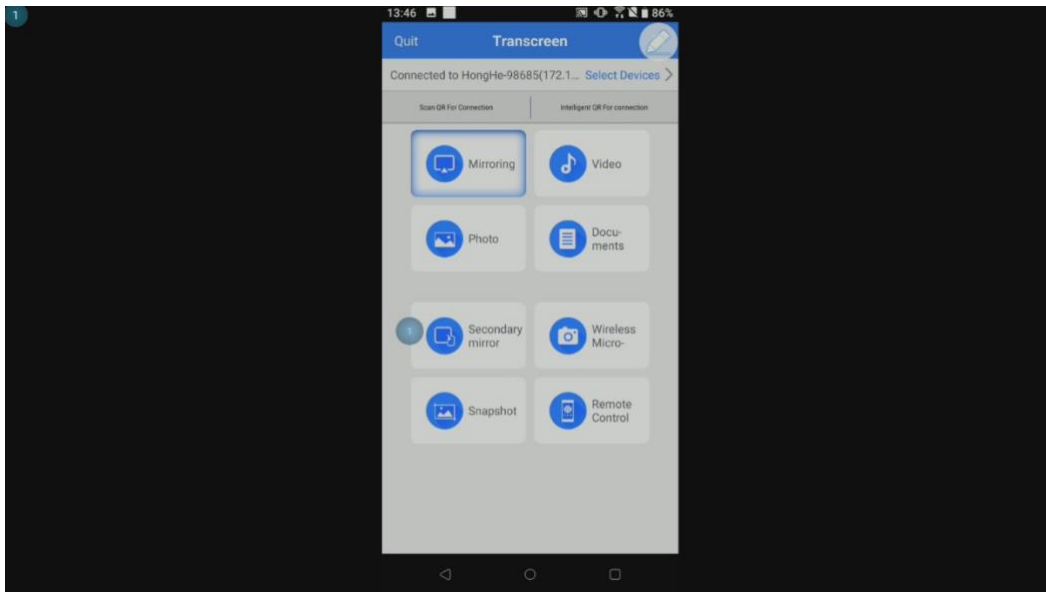 1
13:46 86%
Quit Transcreen
Connected to HongHe-98685(172.1... Select Devices >
Scan QR For Connection Intelligent QR For connection
Mirroring Video
Photo Docu-
ments
1 Secondary
mirror
Wireless
Micro-
Snapshot Remote
Control